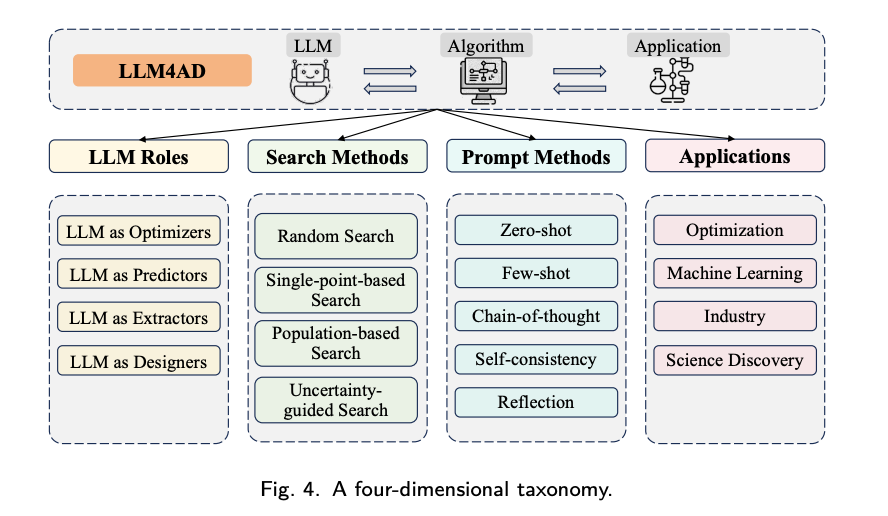 LLM4AD
LLM
Algorithm
Application
LLM Roles
Search Methods
Prompt Methods
Applications
LLM as Optimizers
LLM as Predictors
LLM as Extractors
LLM as Designers
Random Search
Single-point-based
Search
Population-based
Search
Uncertainty-
guided Search
Zero-shot
Few-shot
Chain-of-thought
Self-consistency
Reflection
Optimization
Machine Learning
Industry
Science Discovery
Fig. 4. A four-dimensional taxonomy.